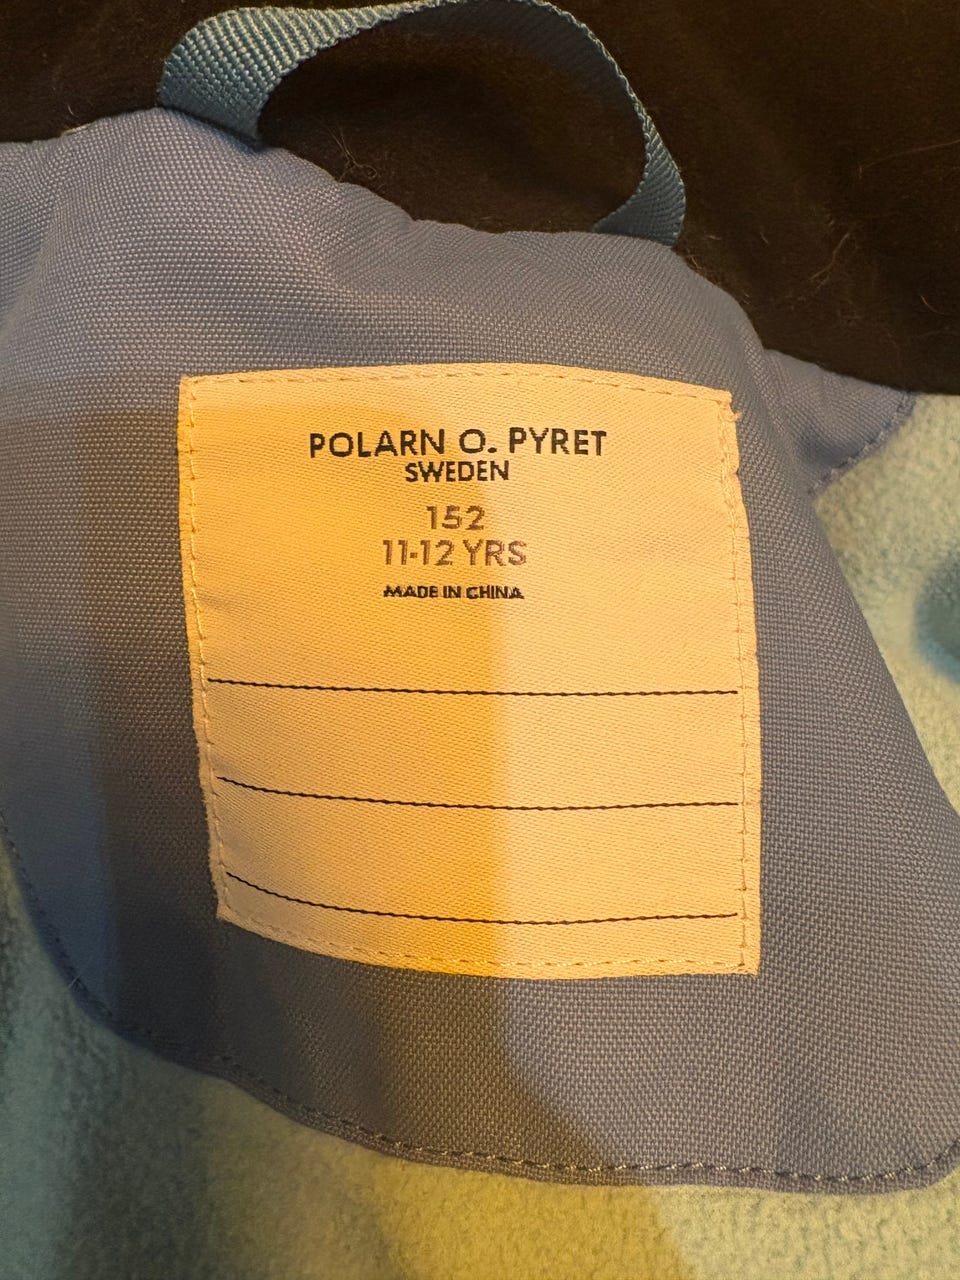 POLARN O. PYRET
SWEDEN
152
11-12 YRS
MADE IN CHINA